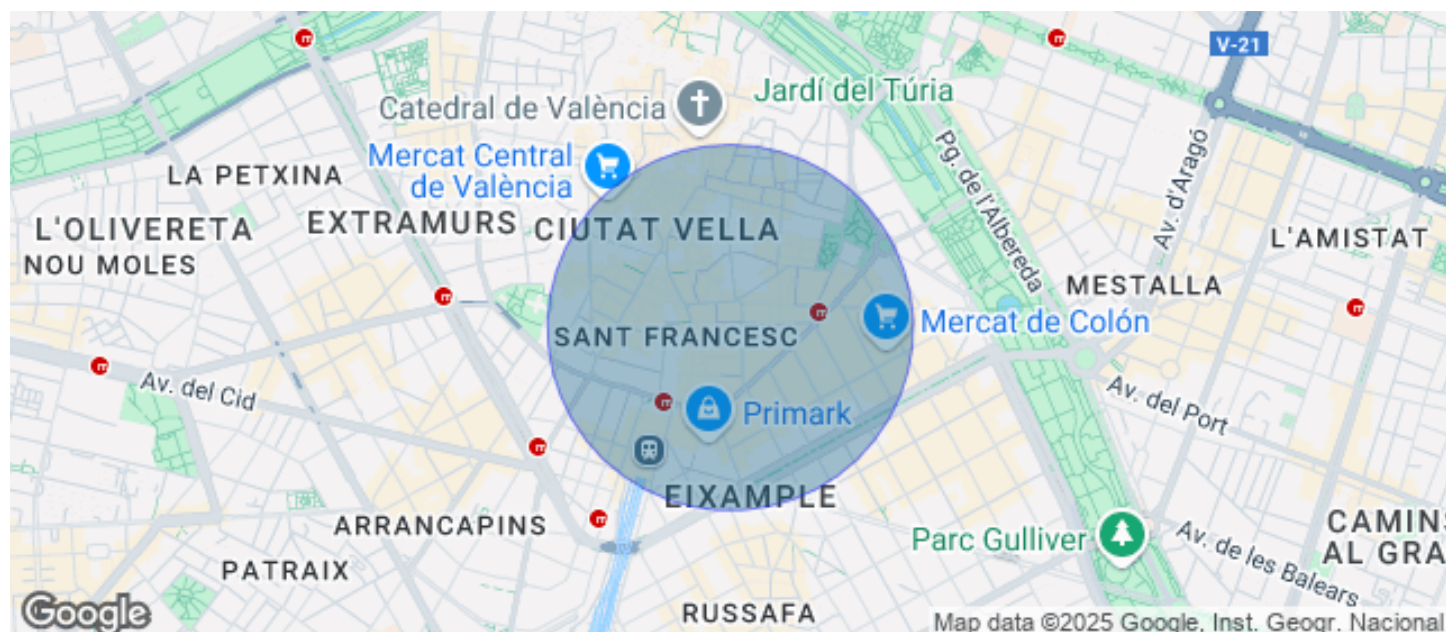 V-21
Jardí del Túria
Catedral de València
Mercat Central
de València
Pg. de l'Albereda
Av. d'Aragó
LA PETXINA
L'OLIVERETA
EXTRAMURS
CIUTAT VELLA
L'AMISTAT
NOU MOLES
MESTALLA
Mercat de Colón
SANT FRANCESC
Av. del Cid
Av. del Port
Primark
EIXAMPLE
ARRANCAPINS
Parc Gulliver
CAMINS
AL GRA
Av. de les Balears
PATRAIX
RUSSAFA
Google
Map data ©2025 Google, Inst. Geogr. Nacional